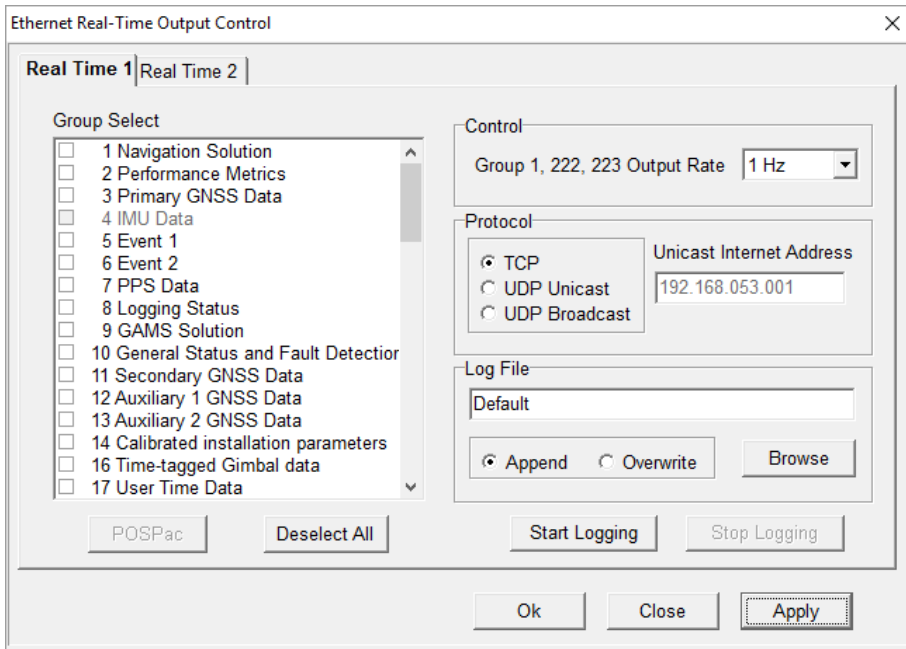 Ethernet Real-Time Output Control
Real Time 1
Real Time 2
Group Select
1 Navigation Solution
2 Performance Metrics
3 Primary GNSS Data
4 IMU Data
5 Event 1
6 Event 2
7 PPS Data
8 Logging Status
9 GAMS Solution
10 General Status and Fault Detection
11 Secondary GNSS Data
12 Auxiliary 1 GNSS Data
13 Auxiliary 2 GNSS Data
14 Calibrated installation parameters
16 Time-tagged Gimbal data
17 User Time Data
POSPac
Deselect All
Control
Group 1, 222, 223 Output Rate
1 Hz
Protocol
TCP
UDP Unicast
UDP Broadcast
Unicast Internet Address
192.168.053.001
Log File
Default
Append
Overwrite
Browse
Start Logging
Stop Logging
Ok
Close
Apply